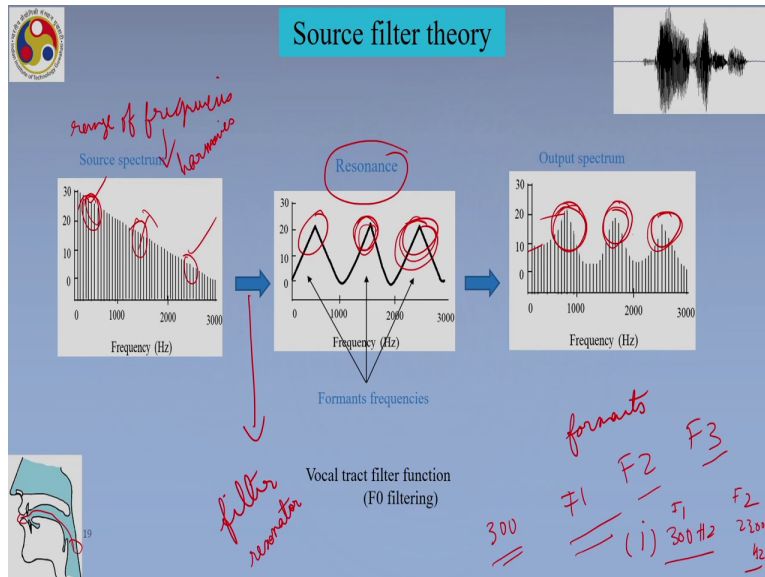 Source filter theory
range of frequencies
harmonics
Source spectrum
Resonance
Output spectrum
30
20
10
0
0 1000 2000 3000
Frequency (Hz)
30
20
10
0
0 1000 2000 3000
Frequency (Hz)
30
20
10
0
0 1000 2000 3000
Frequency (Hz)
Formants frequencies
Vocal tract filter function
(F0 filtering)
filter
resonator
formants
F1 F2 F3
300
(i) F1 300 Hz F2 2300 Hz
19